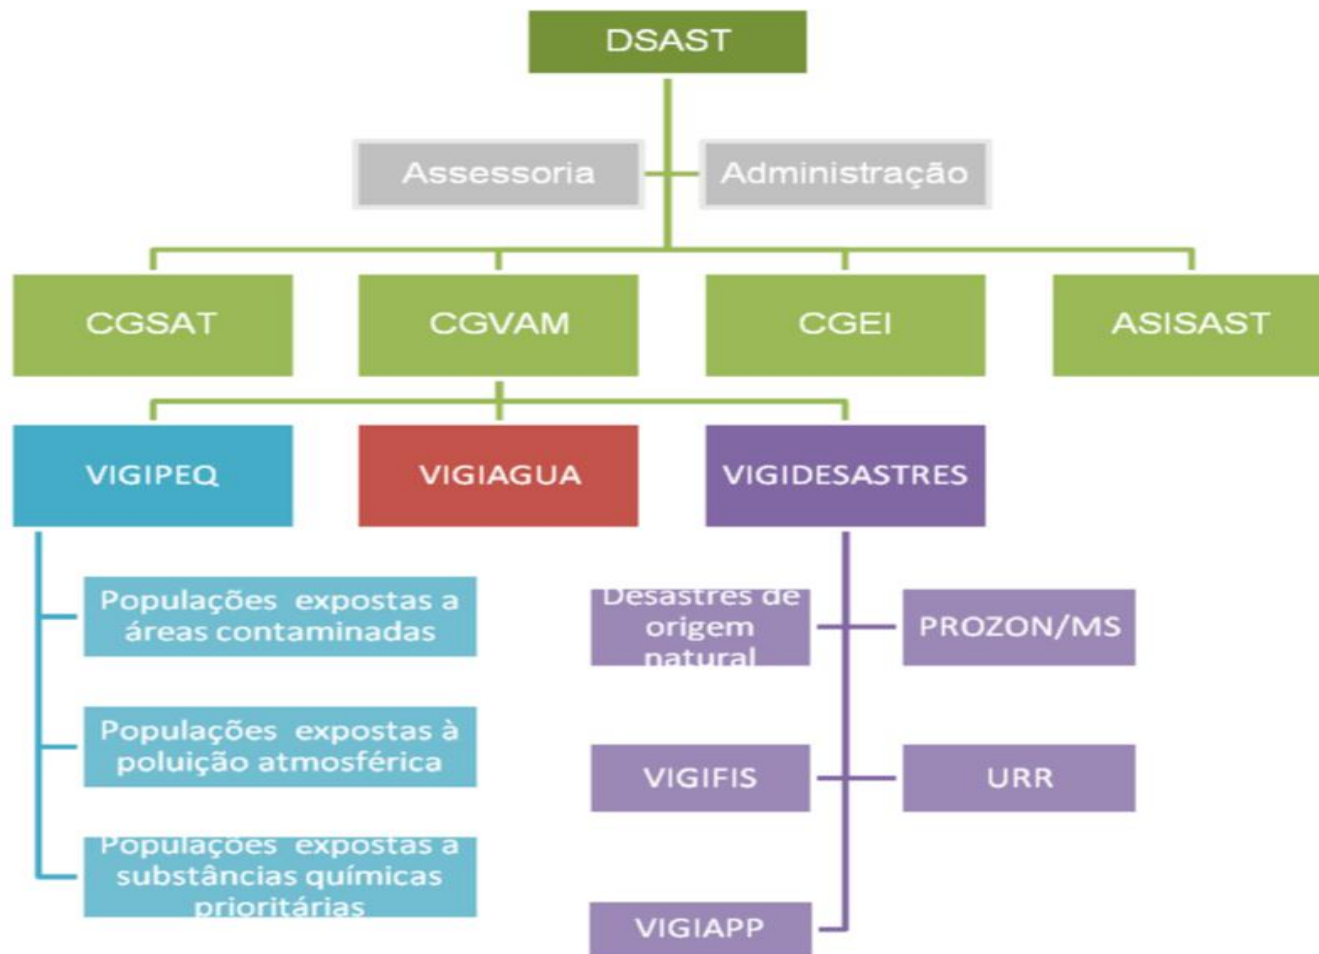 DSAST
Assessoria
Administração
CGSAT
CGVAM
CGEI
ASISAST
VIGIPEQ
VIGIAGUA
VIGIDESASTRES
Populações expostas a
áreas contaminadas
Populações expostas à
poluição atmosférica
Populações expostas a
substâncias químicas
prioritárias
Desastres de
origem
natural
PROZON/MS
VIGIFIS
URR
VIGIAPP